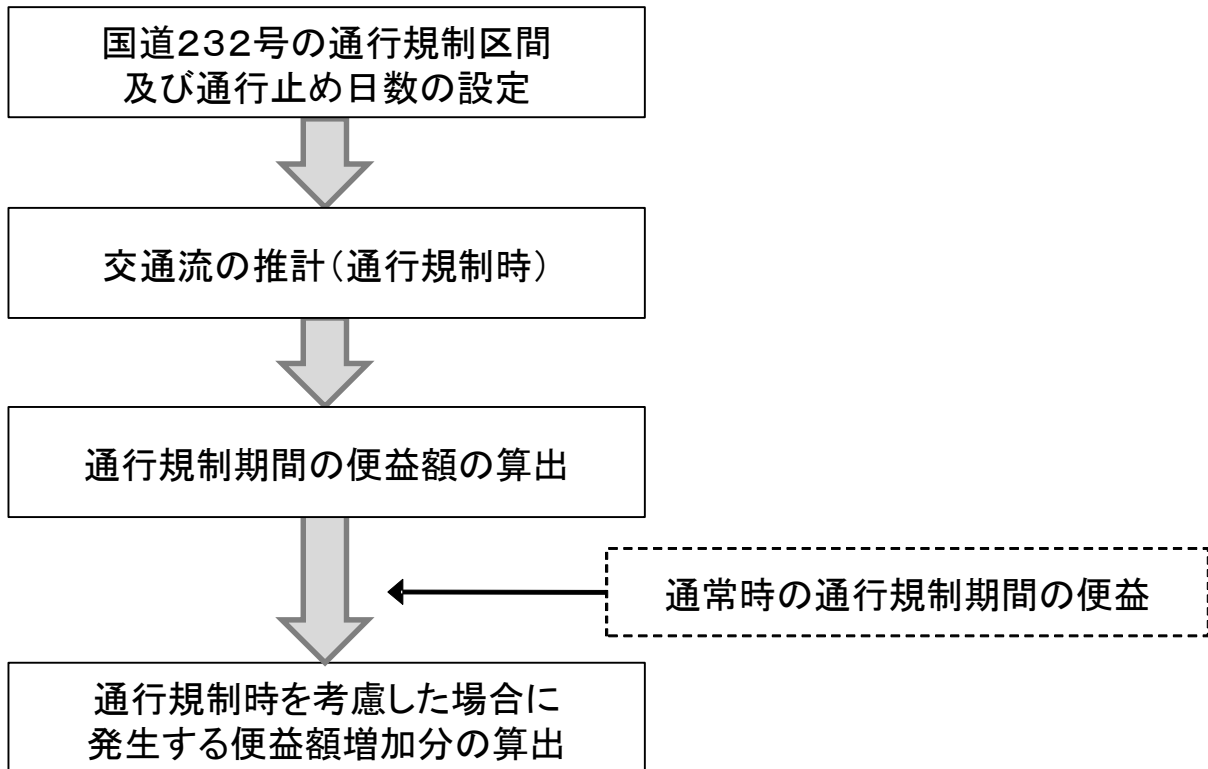 国道232号の通行規制区間
及び通行止め日数の設定
交通流の推計(通行規制時)
通行規制期間の便益額の算出
通常時の通行規制期間の便益
通行規制時を考慮した場合に
発生する便益額増加分の算出